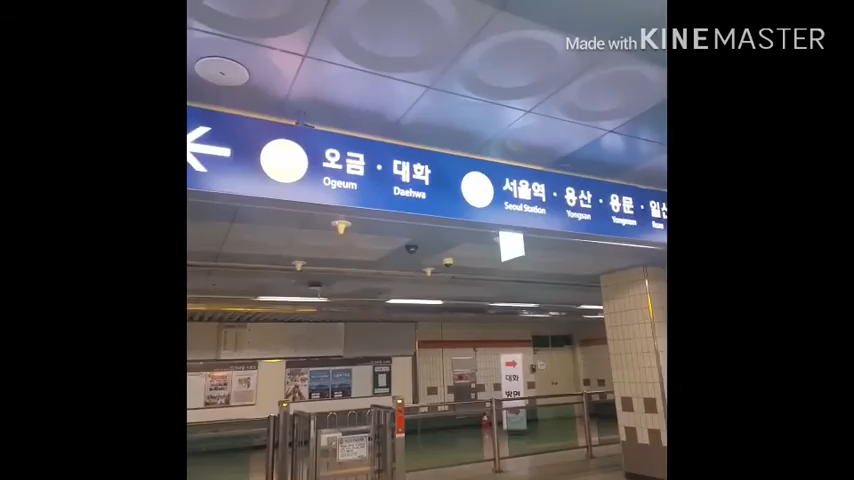 Made with KINEMASTER
오금 · 대화 서울역 · 용산 · 용문 · 일산
Ogeum Daehwa Seoul Station Yongsan Yongmun Ilsan
대화
방면